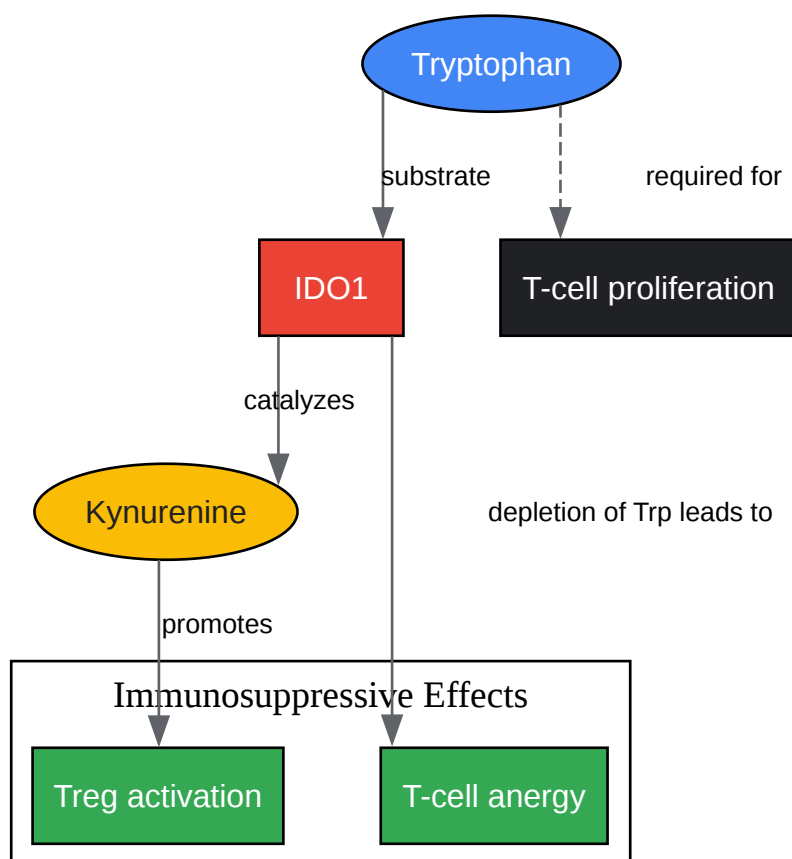 Tryptophan
substrate
required for
IDO1
T-cell proliferation
catalyzes
Kynurenine
depletion of Trp leads to
promotes
Immunosuppressive Effects
Treg activation
T-cell anergy